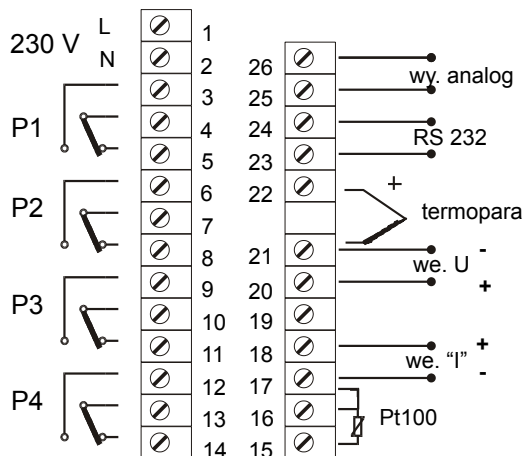 230 V
L
N
P1
P2
P3
P4
1
2
3
4
5
6
7
8
9
10
11
12
13
14
26
25
24
23
22
21
20
19
18
17
16
15
wy. analog
RS 232
+
termopara
-
we. U
+
+
we. “I”
-
Pt100